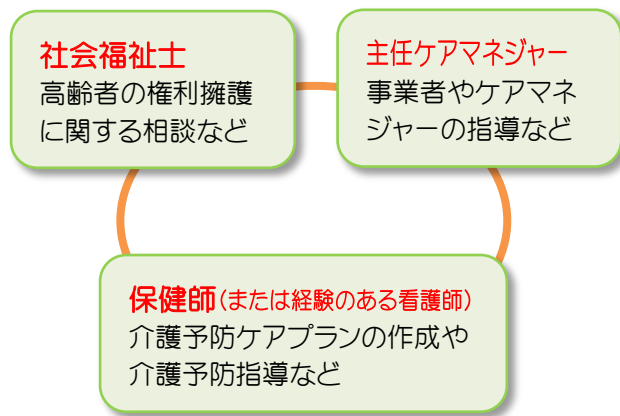 社会福祉士
高齢者の権利擁護
に関する相談など
主任ケアマネジャー
事業者やケアマネ
ジャーの指導など
保健師(または経験のある看護師)
介護予防ケアプランの作成や
介護予防指導など